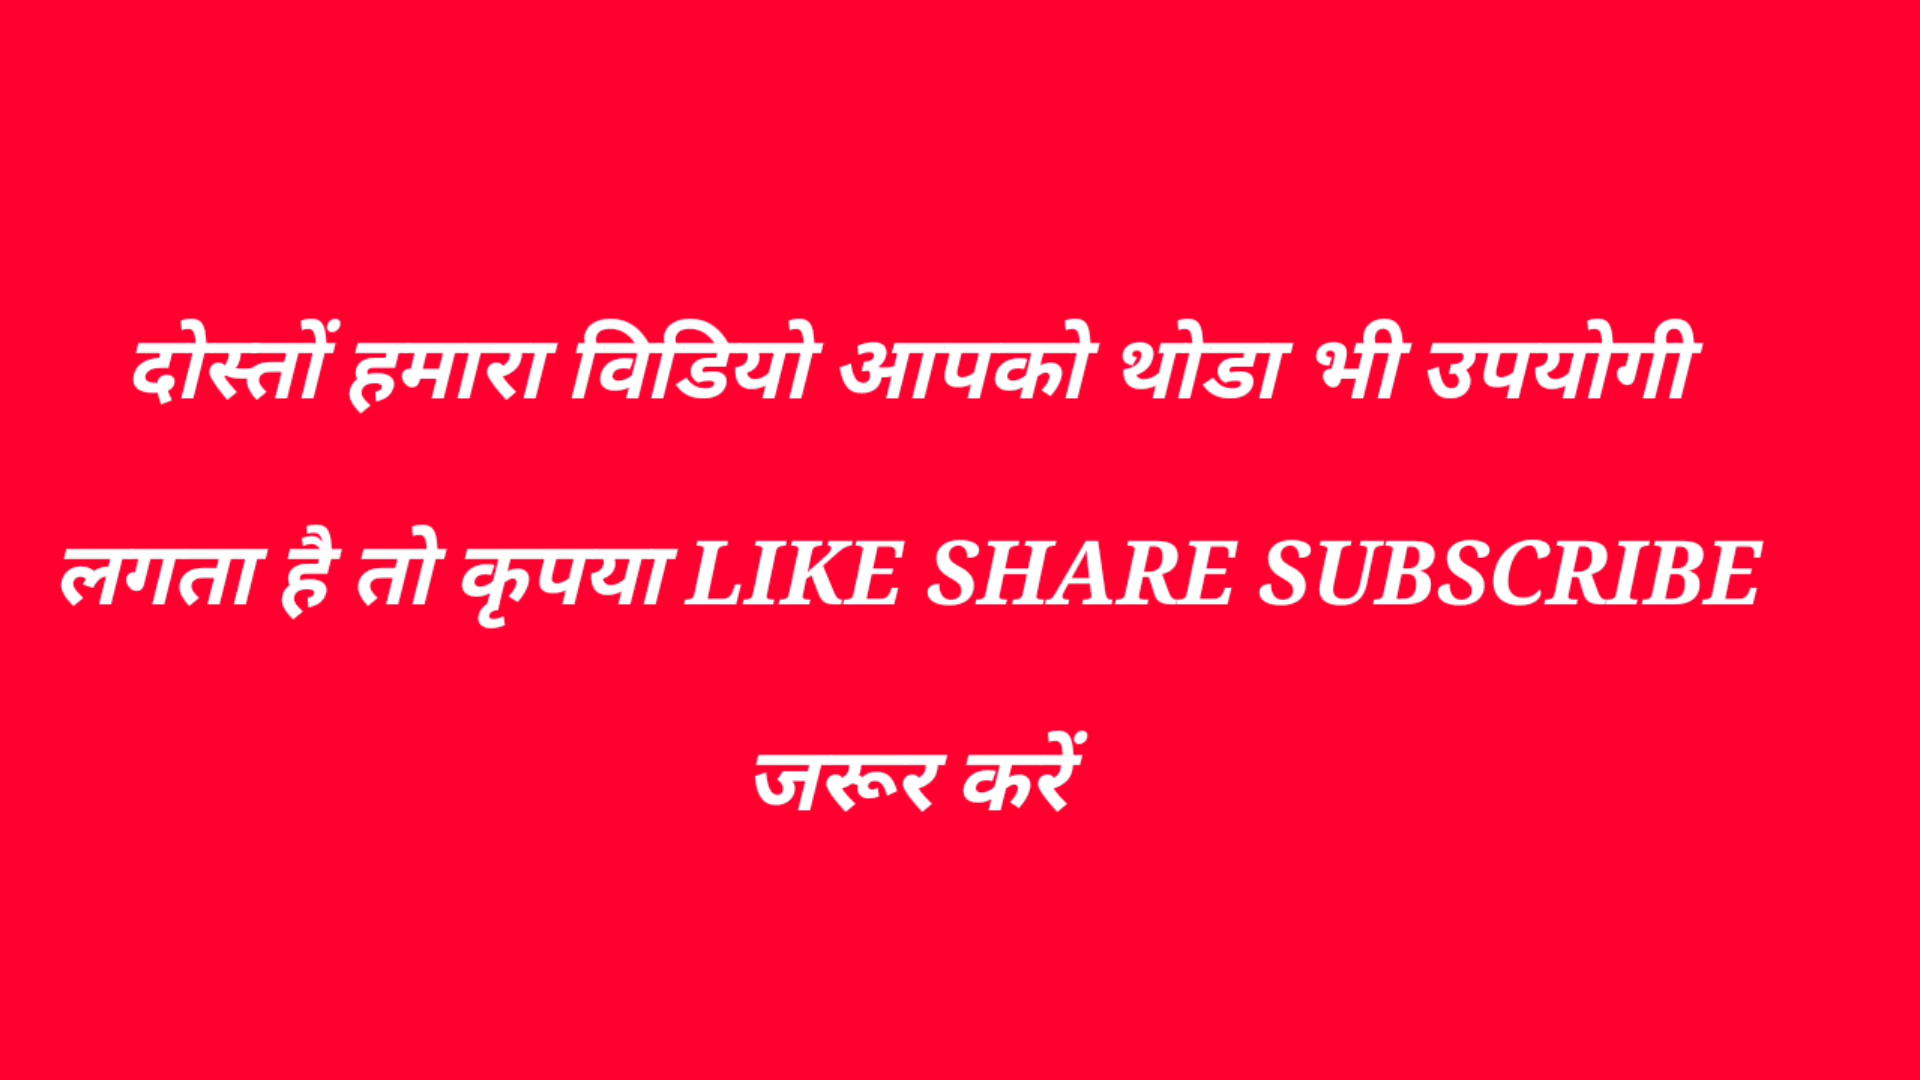 दोस्तों हमारा विडियो आपको थोडा भी उपयोगी
लगता है तो कृपया LIKE SHARE SUBSCRIBE
जरूर करें